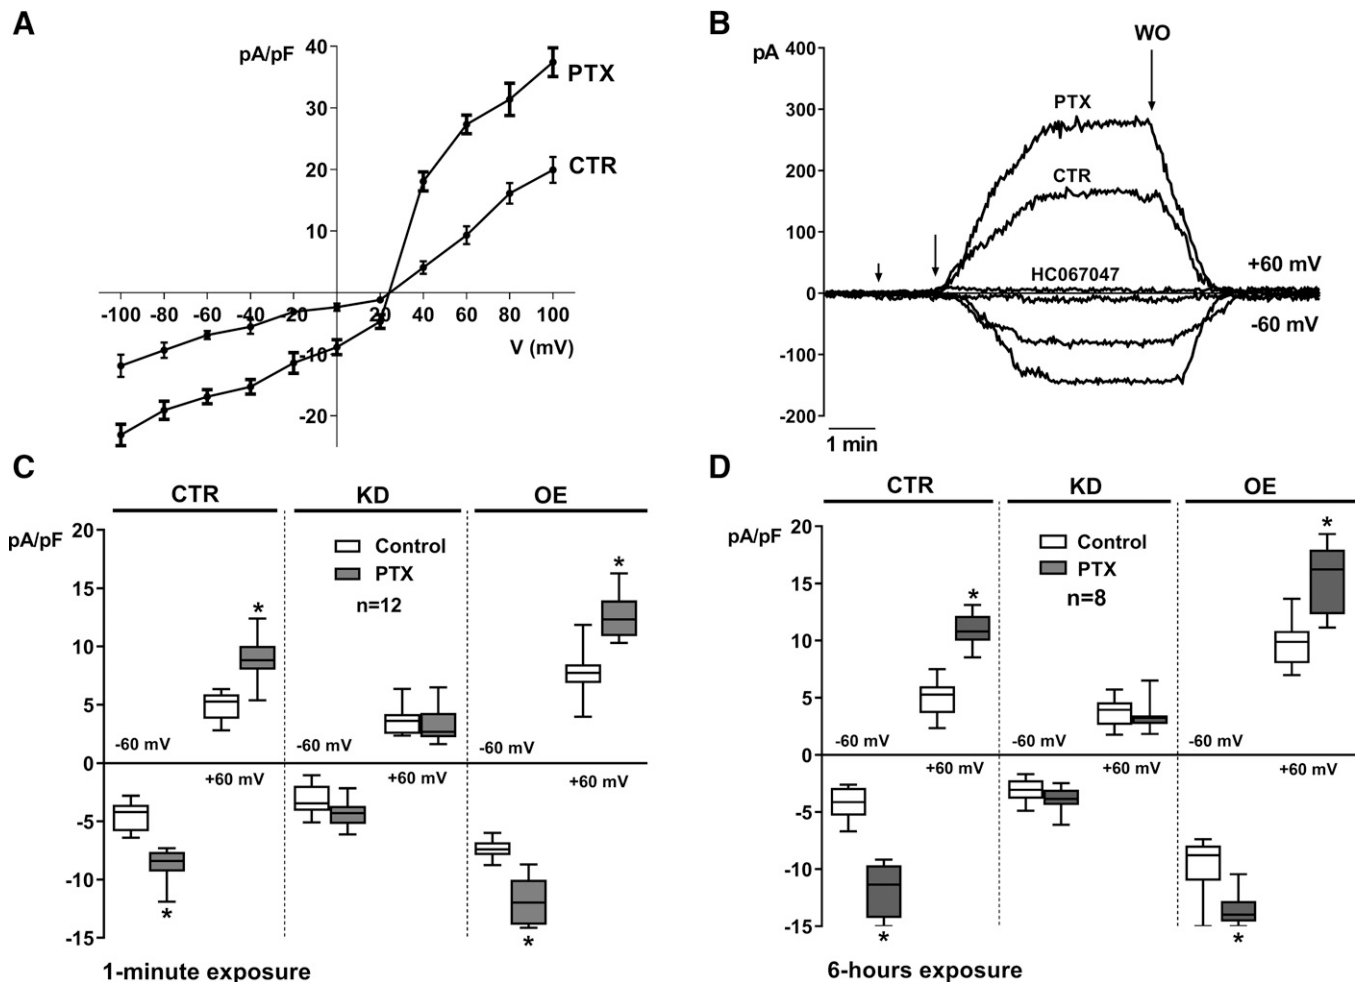 A
pA/pF
40
30
20
10
-10
-20
-100 -80 -60 -40 -20 20 40 60 80 100
V (mV)
PTX
CTR
B
pA
400
300
200
100
0
-100
-200
WO
PTX
CTR
HC067047
+60 mV
-60 mV
1 min
C
CTR KD OE
pA/pF
20
15
10
5
0
-5
-10
-15
Control
PTX
n=12
* *
-60 mV -60 mV -60 mV
+60 mV +60 mV +60 mV
* *
1-minute exposure
D
CTR KD OE
pA/pF
20
15
10
5
0
-5
-10
-15
Control
PTX
n=8
* *
-60 mV -60 mV -60 mV
+60 mV +60 mV +60 mV
* *
6-hours exposure